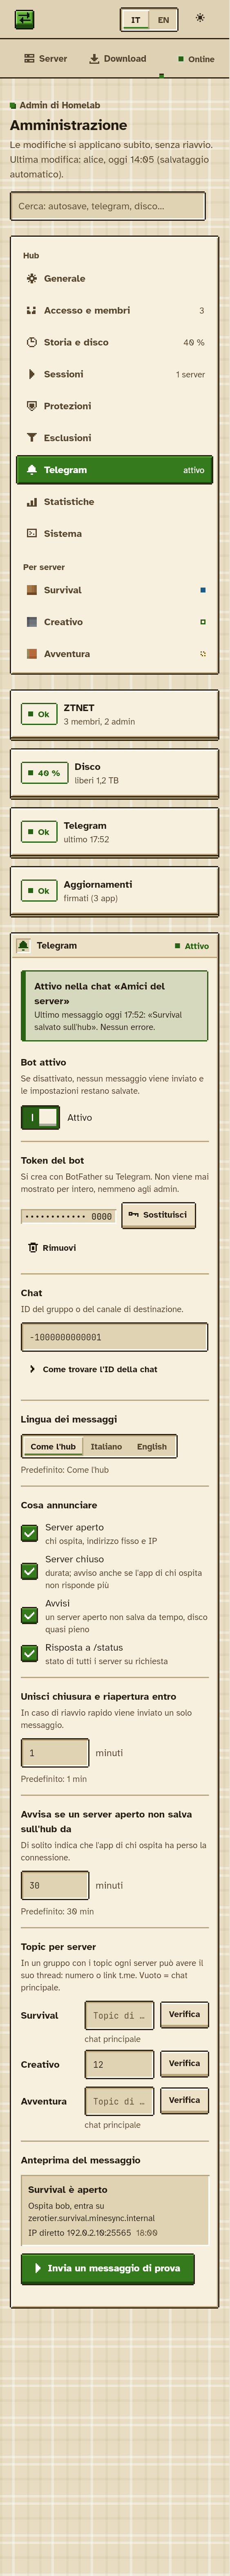 IT EN
Server Download Online
Admin di Homelab
Amministrazione
Le modifiche si applicano subito, senza riavvio.
Ultima modifica: alice, oggi 14:05 (salvataggio
automatico).
Cerca: autosave, telegram, disco…
Hub
Generale
Accesso e membri 3
Storia e disco 40 %
Sessioni 1 server
Protezioni
Esclusioni
Telegram attivo
Statistiche
Sistema
Per server
Survival
Creativo
Avventura
Ok ZTNET
3 membri, 2 admin
40 % Disco
liberi 1,2 TB
Ok Telegram
ultimo 17:52
Ok Aggiornamenti
firmati (3 app)
Telegram Attivo
Attivo nella chat «Amici del
server»
Ultimo messaggio oggi 17:52: «Survival
salvato sull'hub». Nessun errore.
Bot attivo
Se disattivato, nessun messaggio viene inviato e
le impostazioni restano salvate.
Attivo
Token del bot
Si crea con BotFather su Telegram. Non viene mai
mostrato per intero, nemmeno agli admin.
•••••••••••• 0000 Sostituisci
Rimuovi
Chat
ID del gruppo o del canale di destinazione.
-1000000000001
Come trovare l'ID della chat
Lingua dei messaggi
Come l'hub Italiano English
Predefinito: Come l'hub
Cosa annunciare
Server aperto
chi ospita, indirizzo fisso e IP
Server chiuso
durata; avviso anche se l'app di chi ospita
non risponde più
Avvisi
un server aperto non salva da tempo, disco
quasi pieno
Risposta a /status
stato di tutti i server su richiesta
Unisci chiusura e riapertura entro
In caso di riavvio rapido viene inviato un solo
messaggio.
1 minuti
Predefinito: 1 min
Avvisa se un server aperto non salva
sull'hub da
Di solito indica che l'app di chi ospita ha perso la
connessione.
30 minuti
Predefinito: 30 min
Topic per server
In un gruppo con i topic ogni server può avere il
suo thread: numero o link t.me. Vuoto = chat
principale.
Survival Topic di … Verifica
chat principale
Creativo 12 Verifica
Avventura Topic di … Verifica
chat principale
Anteprima del messaggio
Survival è aperto
Ospita bob, entra su
zerotier.survival.minesync.internal
IP diretto 192.0.2.10:25565 18:00
Invia un messaggio di prova